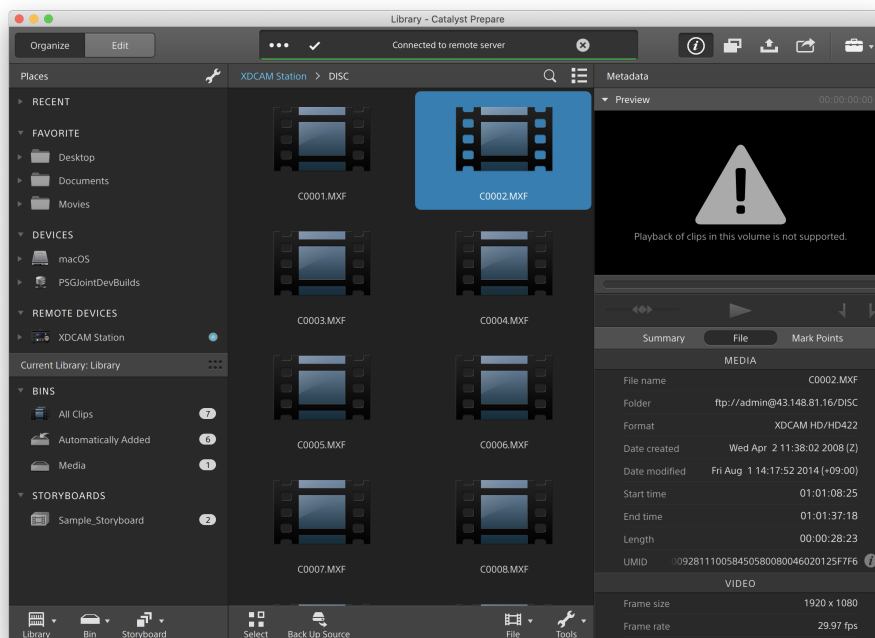 Library - Catalyst Prepare
Organize
Edit
Connected to remote server
Places
XDCAM Station > DISC
Metadata
RECENT
FAVORITE
Desktop
Documents
Movies
DEVICES
macOS
PSGJointDevBuilds
REMOTE DEVICES
XDCAM Station
Current Library: Library
BINS
All Clips 7
Automatically Added 6
Media 1
STORYBOARDS
Sample_Storyboard 2
Library
Bin
Storyboard
C0001.MXF
C0002.MXF
C0003.MXF
C0004.MXF
C0005.MXF
C0006.MXF
C0007.MXF
C0008.MXF
Select
Back Up Source
File
Tools
Preview 00:00:00:00
Playback of clips in this volume is not supported.
Summary
File
Mark Points
MEDIA
File name C0002.MXF
Folder ftp://admin@43.148.81.16/DISC
Format XDCAM HD/HD422
Date created Wed Apr 2 11:38:02 2008 (Z)
Date modified Fri Aug 1 14:17:52 2014 (+09:00)
Start time 01:01:08:25
End time 01:01:37:18
Length 00:00:28:23
UMID 0092811100584505800800460201​25F7F6
VIDEO
Frame size 1920 x 1080
Frame rate 29.97 fps